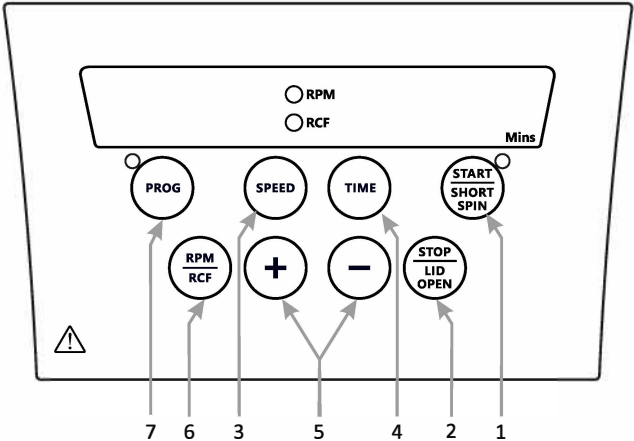 RPM
RCF
Mins
PROG
SPEED
TIME
START
SHORT
SPIN
RPM
RCF
+
−
STOP
LID
OPEN
7 6 3 5 4 2 1